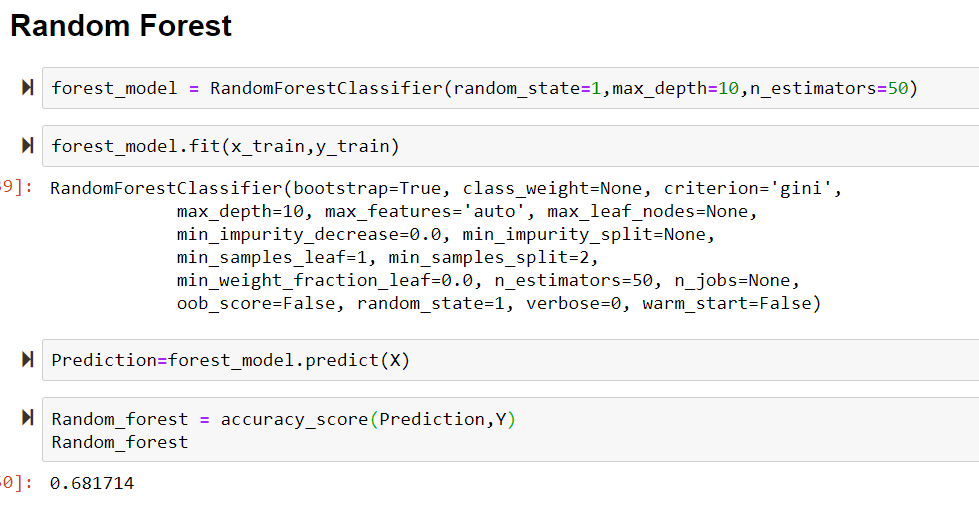 Random Forest
forest_model = RandomForestClassifier(random_state=1,max_depth=10,n_estimators=50)
forest_model.fit(x_train,y_train)
9]: RandomForestClassifier(bootstrap=True, class_weight=None, criterion='gini',
max_depth=10, max_features='auto', max_leaf_nodes=None,
min_impurity_decrease=0.0, min_impurity_split=None,
min_samples_leaf=1, min_samples_split=2,
min_weight_fraction_leaf=0.0, n_estimators=50, n_jobs=None,
oob_score=False, random_state=1, verbose=0, warm_start=False)
Prediction=forest_model.predict(X)
Random_forest = accuracy_score(Prediction,Y)
Random_forest
0]: 0.681714